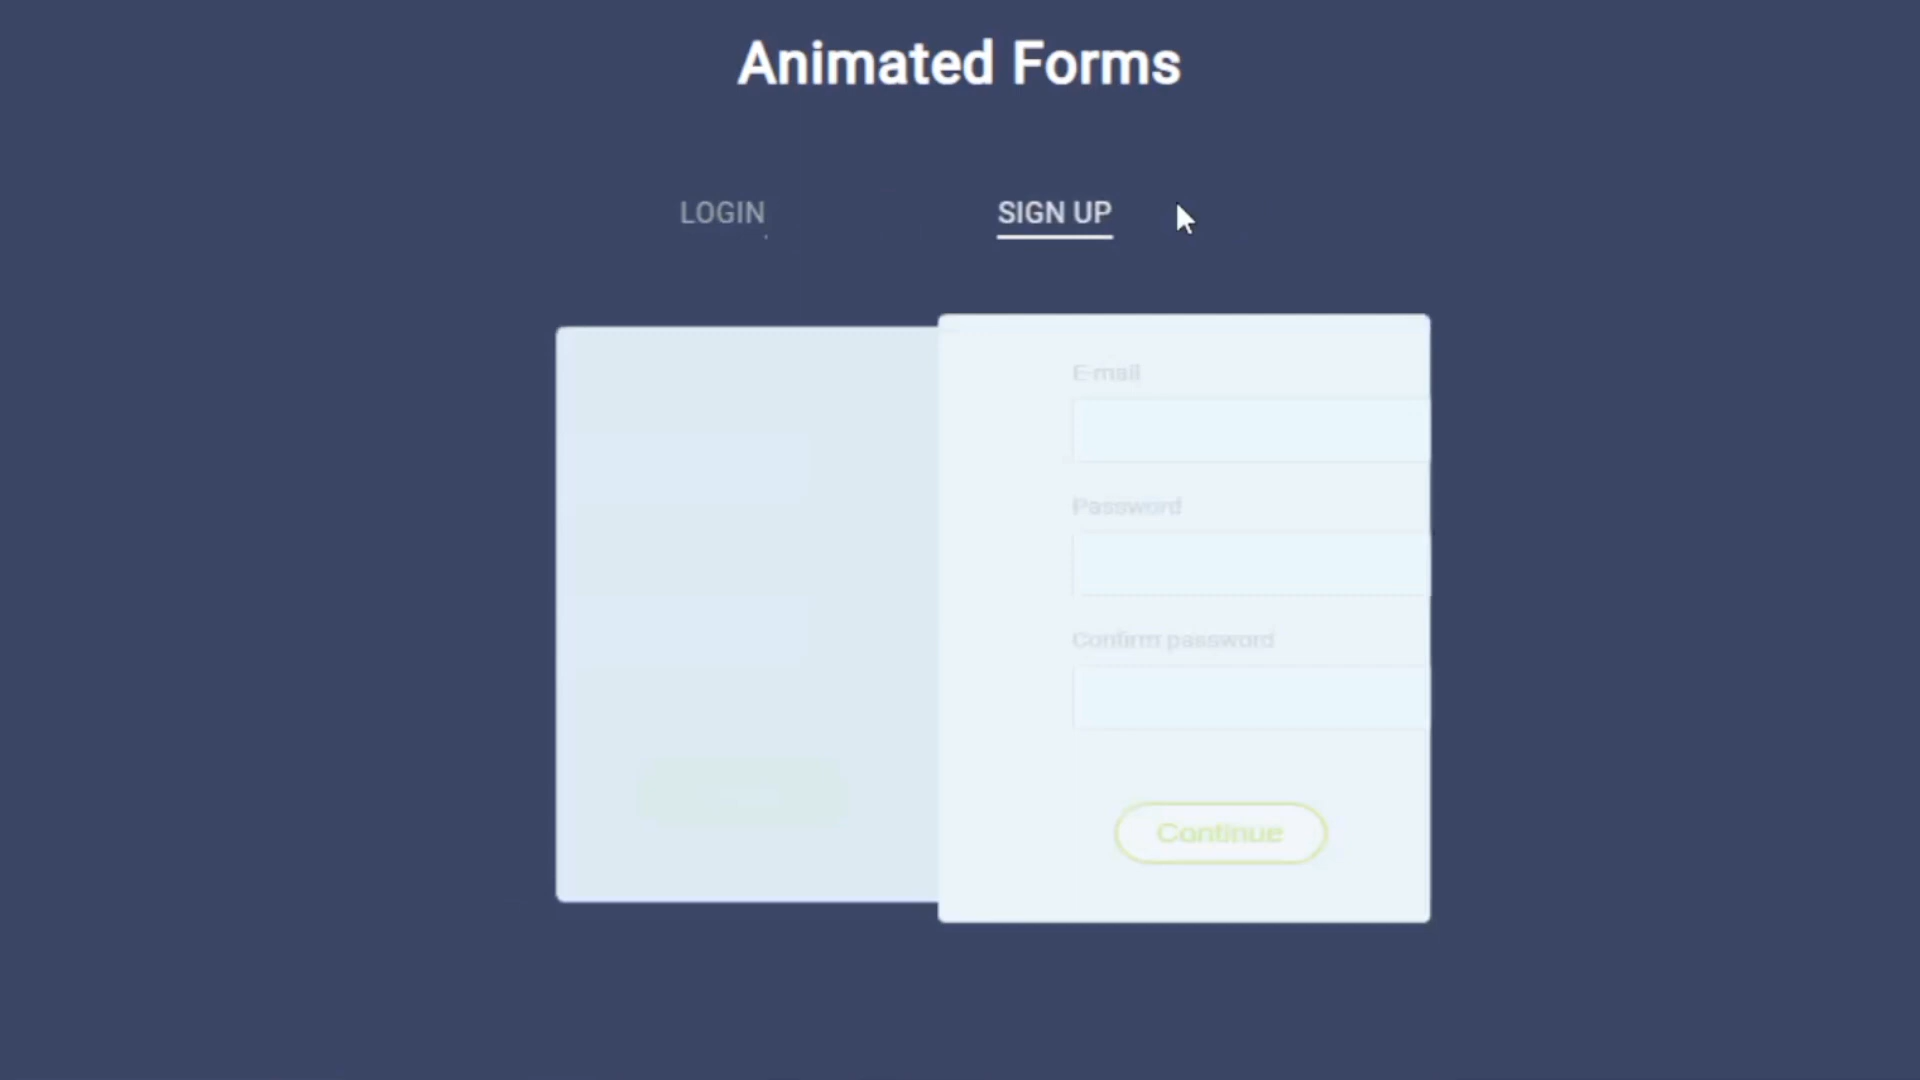 Animated Forms
LOGIN
SIGN UP
E-mail
Password
Confirm password
Continue